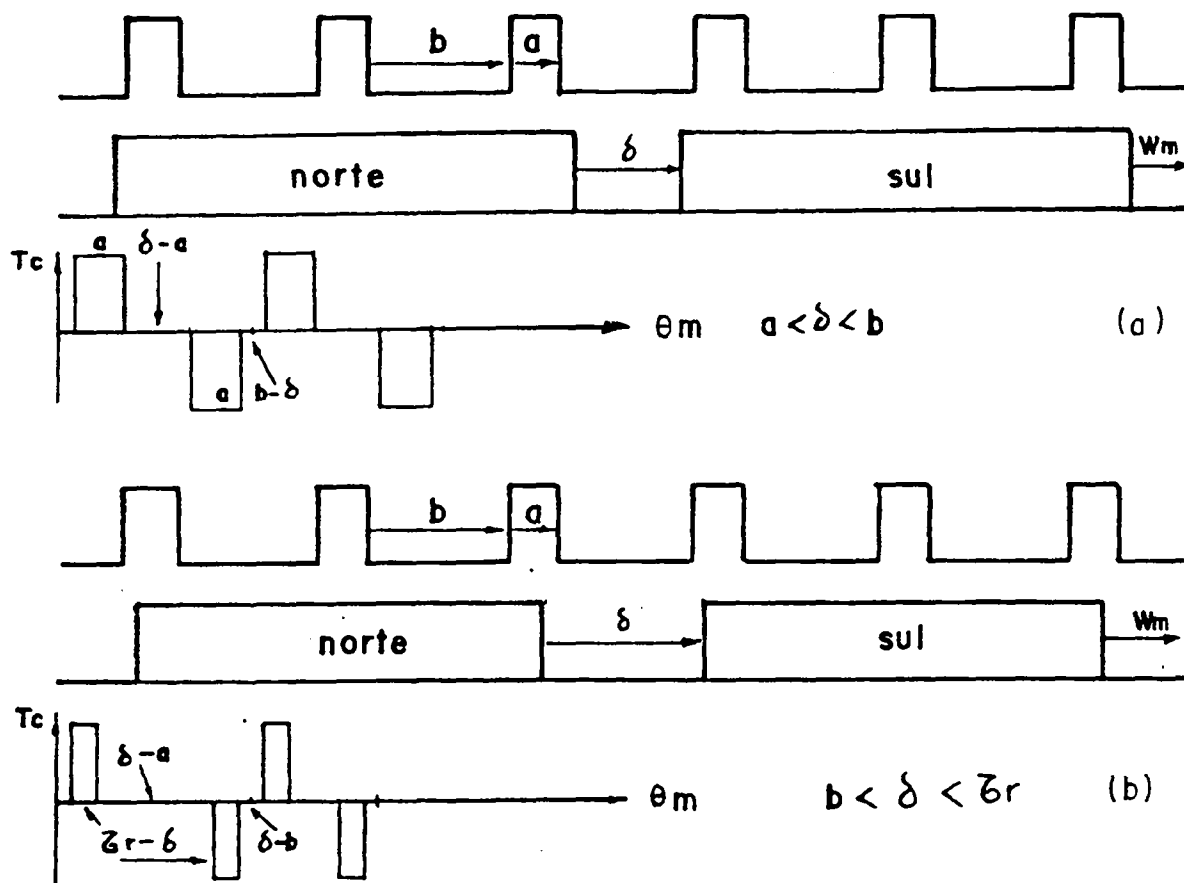 b a
norte δ sul Wm
a δ-a
Tc
θm a<δ<b (a)
a b-δ
b a
norte δ sul Wm
Tc
δ-a
θm b < δ < τr (b)
τr-δ δ-b